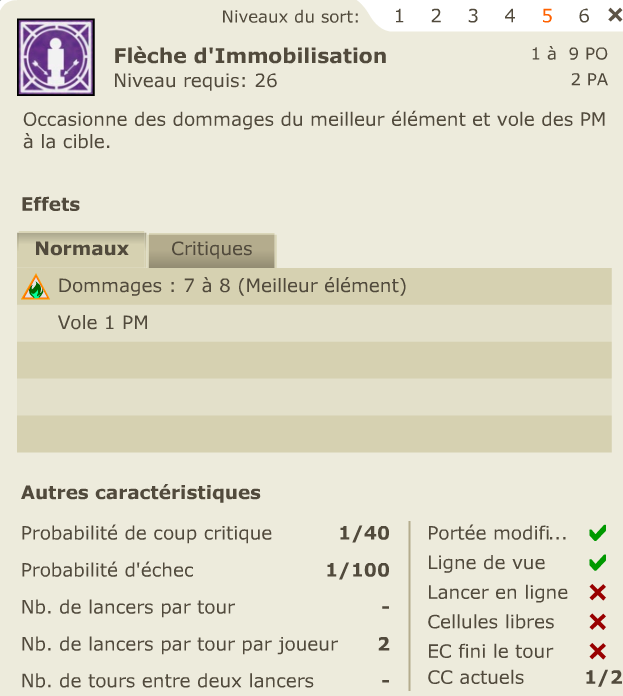 Niveaux du sort: 1 2 3 4 5 6
Flèche d'Immobilisation
1 à 9 PO
Niveau requis: 26
2 PA
Occasionne des dommages du meilleur élément et vole des PM
à la cible.
Effets
Normaux Critiques
Dommages : 7 à 8 (Meilleur élément)
Vole 1 PM
Autres caractéristiques
Probabilité de coup critique 1/40
Probabilité d'échec 1/100
Nb. de lancers par tour -
Nb. de lancers par tour par joueur 2
Nb. de tours entre deux lancers -
Portée modifi...
Ligne de vue
Lancer en ligne
Cellules libres
EC fini le tour
CC actuels 1/2